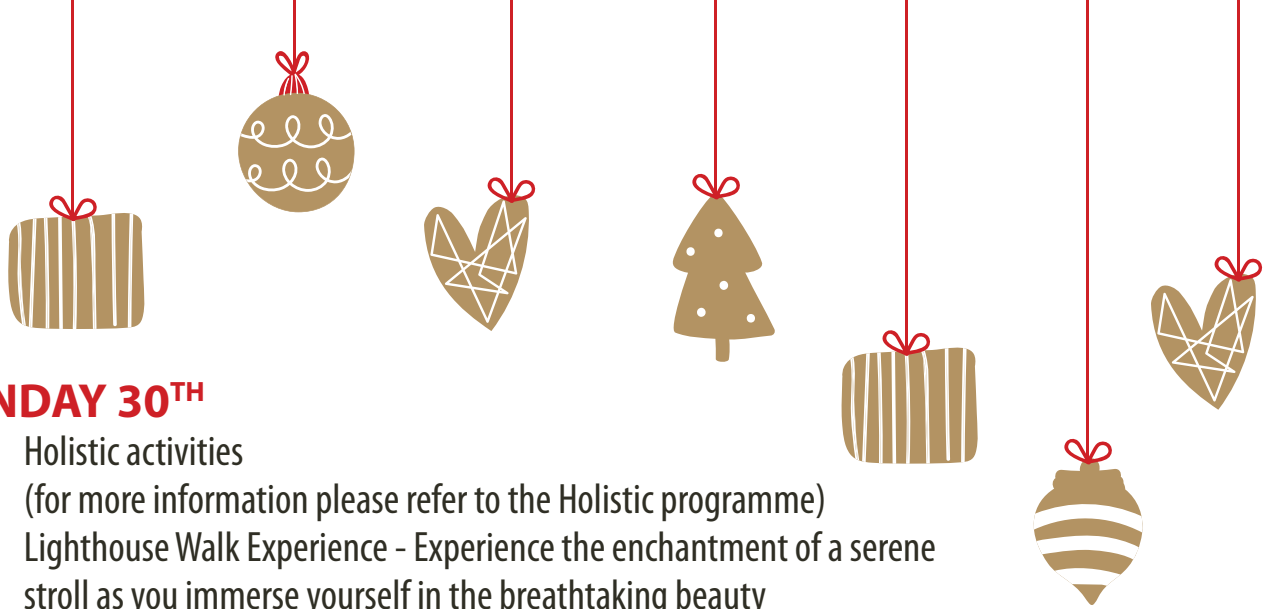 NDAY 30TH
Holistic activities
(for more information please refer to the Holistic programme)
Lighthouse Walk Experience - Experience the enchantment of a serene
stroll as you immerse yourself in the breathtaking beauty